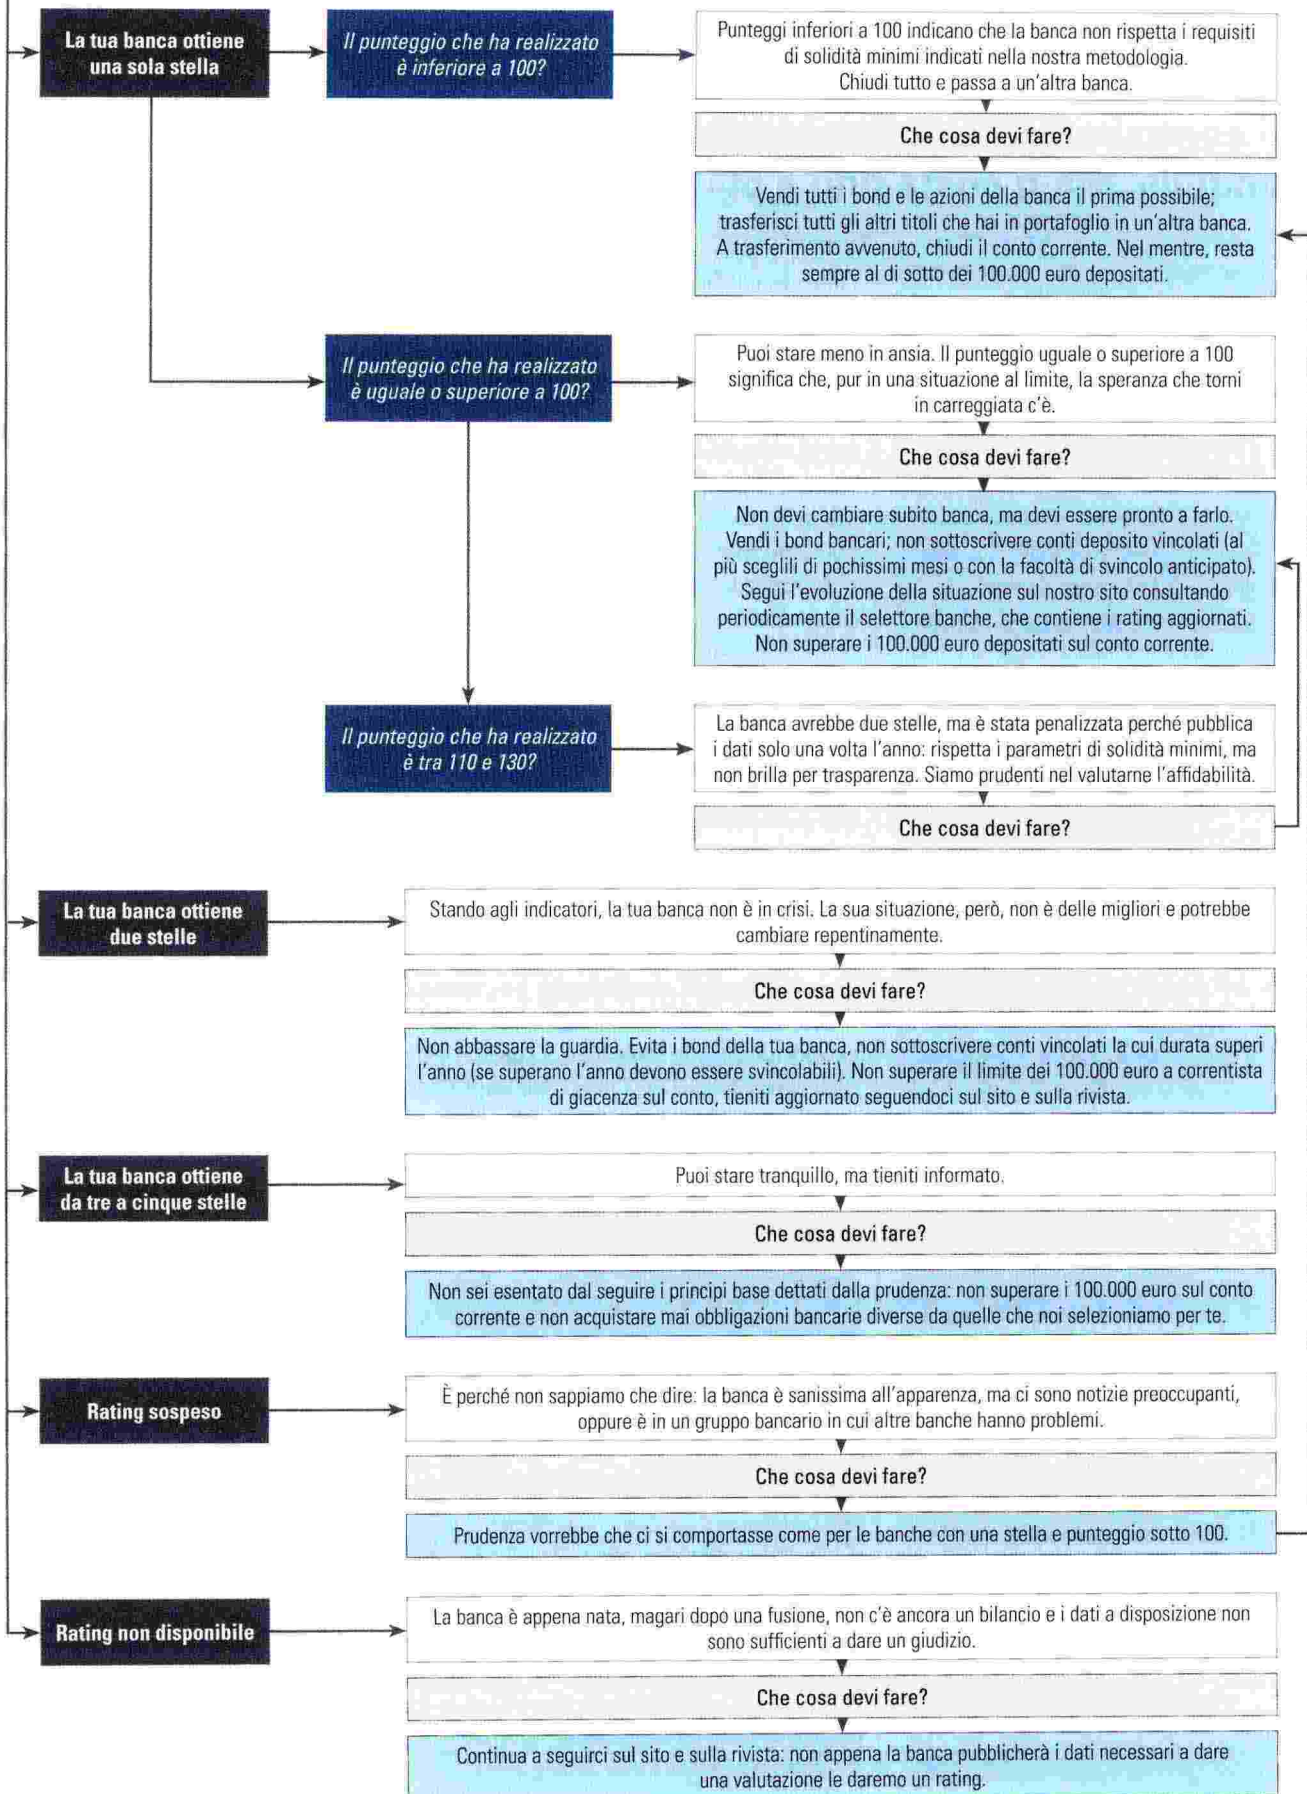 La tua banca ottiene
una sola stella
Il punteggio che ha realizzato
è inferiore a 100?
Punteggi inferiori a 100 indicano che la banca non rispetta i requisiti
di solidità minimi indicati nella nostra metodologia.
Chiudi tutto e passa a un'altra banca.
Che cosa devi fare?
Vendi tutti i bond e le azioni della banca il prima possibile;
trasferisci tutti gli altri titoli che hai in portafoglio in un'altra banca.
A trasferimento avvenuto, chiudi il conto corrente. Nel mentre, resta
sempre al di sotto dei 100.000 euro depositati.
Il punteggio che ha realizzato
è uguale o superiore a 100?
Puoi stare meno in ansia. Il punteggio uguale o superiore a 100
significa che, pur in una situazione al limite, la speranza che torni
in carreggiata c'è.
Che cosa devi fare?
Non devi cambiare subito banca, ma devi essere pronto a farlo.
Vendi i bond bancari; non sottoscrivere conti deposito vincolati (al
più sceglili di pochissimi mesi o con la facoltà di svincolo anticipato).
Segui l'evoluzione della situazione sul nostro sito consultando
periodicamente il selettore banche, che contiene i rating aggiornati.
Non superare i 100.000 euro depositati sul conto corrente.
Il punteggio che ha realizzato
è tra 110 e 130?
La banca avrebbe due stelle, ma è stata penalizzata perché pubblica
i dati solo una volta l'anno: rispetta i parametri di solidità minimi, ma
non brilla per trasparenza. Siamo prudenti nel valutarne l'affidabilità.
Che cosa devi fare?
La tua banca ottiene
due stelle
Stando agli indicatori, la tua banca non è in crisi. La sua situazione, però, non è delle migliori e potrebbe
cambiare repentinamente.
Che cosa devi fare?
Non abbassare la guardia. Evita i bond della tua banca, non sottoscrivere conti vincolati la cui durata superi
l'anno (se superano l'anno devono essere svincolabili). Non superare il limite dei 100.000 euro a correntista
di giacenza sul conto, tieniti aggiornato seguendoci sul sito e sulla rivista.
La tua banca ottiene
da tre a cinque stelle
Puoi stare tranquillo, ma tieniti informato.
Che cosa devi fare?
Non sei esentato dal seguire i principi base dettati dalla prudenza: non superare i 100.000 euro sul conto
corrente e non acquistare mai obbligazioni bancarie diverse da quelle che noi selezioniamo per te.
Rating sospeso
È perché non sappiamo che dire: la banca è sanissima all'apparenza, ma ci sono notizie preoccupanti,
oppure è in un gruppo bancario in cui altre banche hanno problemi.
Che cosa devi fare?
Prudenza vorrebbe che ci si comportasse come per le banche con una stella e punteggio sotto 100.
Rating non disponibile
La banca è appena nata, magari dopo una fusione, non c'è ancora un bilancio e i dati a disposizione non
sono sufficienti a dare un giudizio.
Che cosa devi fare?
Continua a seguirci sul sito e sulla rivista: non appena la banca pubblicherà i dati necessari a dare
una valutazione le daremo un rating.